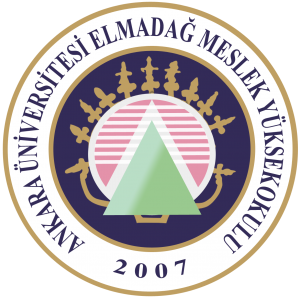 ANKARA ÜNİVERSİTESİ ELMADAĞ MESLEK YÜKSEKOKULU
2007